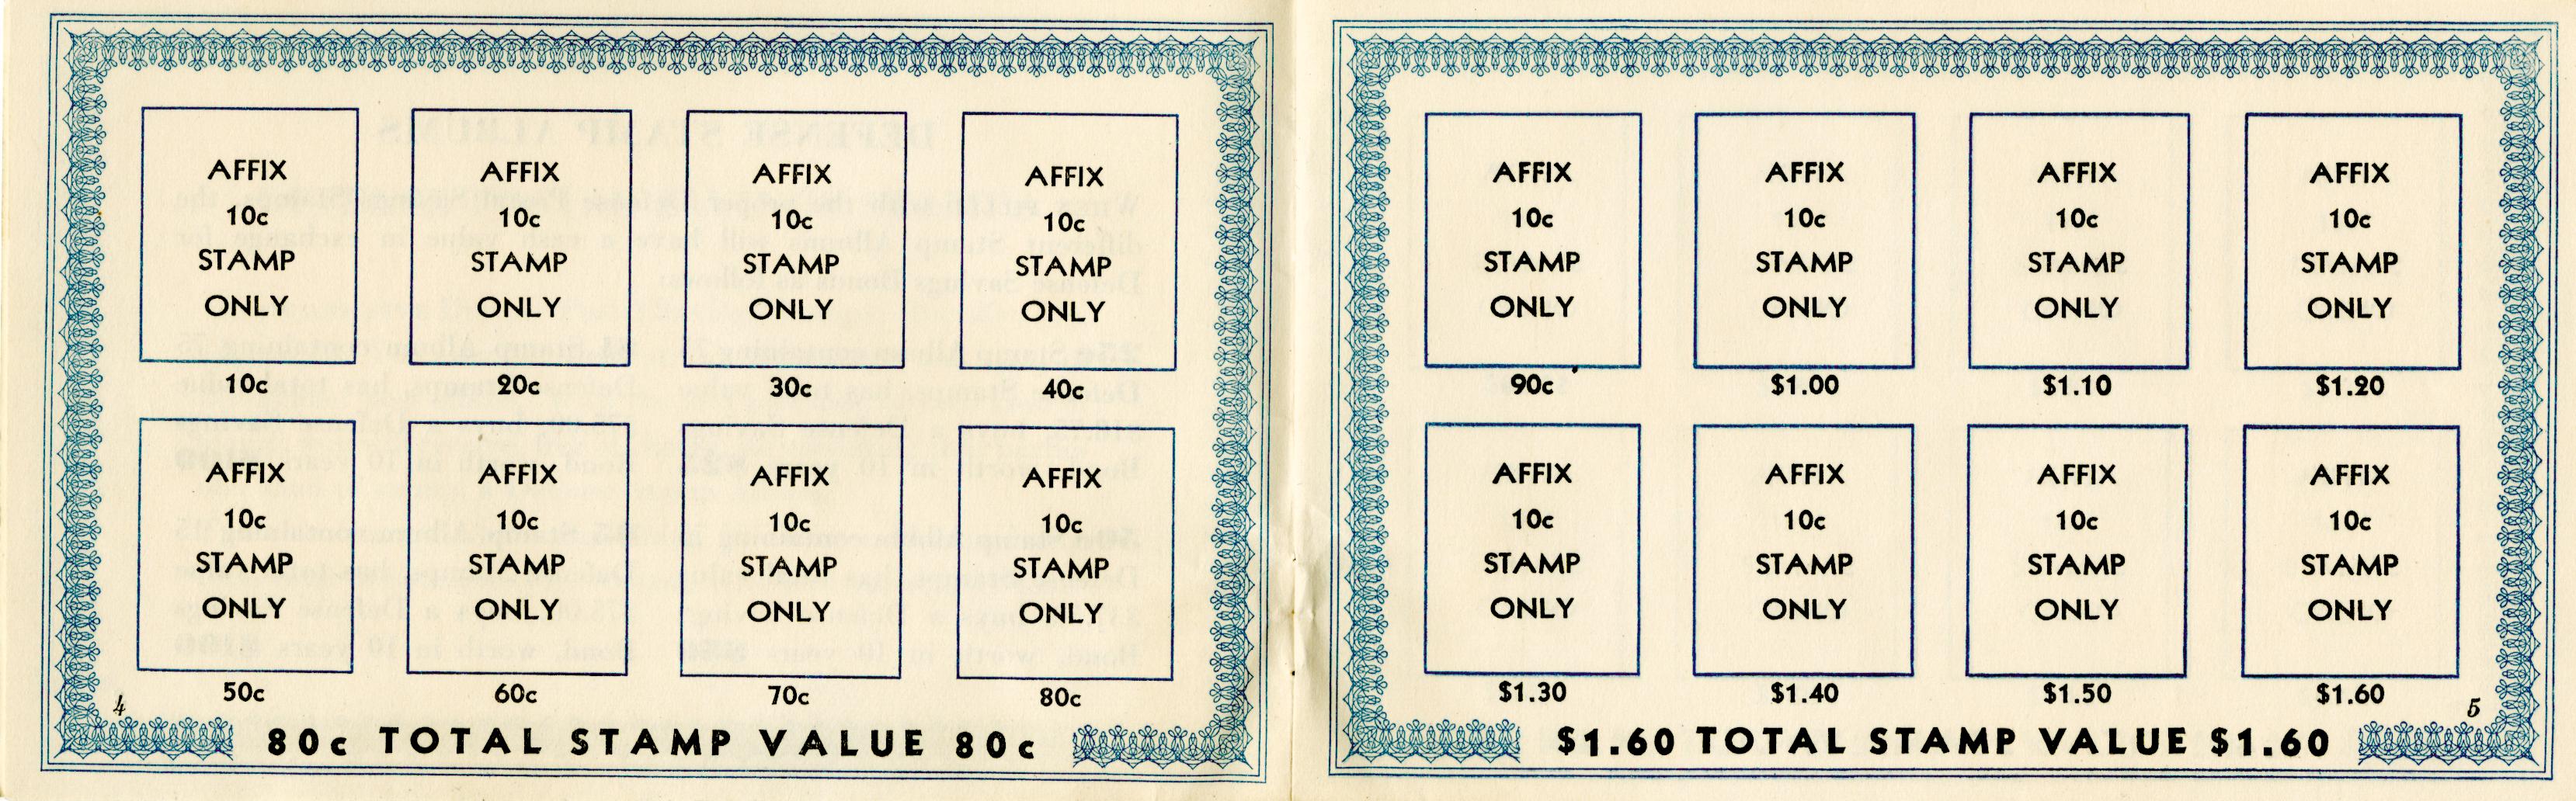 AFFIX
10c
STAMP
ONLY
10c
AFFIX
10c
STAMP
ONLY
20c
AFFIX
10c
STAMP
ONLY
30c
AFFIX
10c
STAMP
ONLY
40c
AFFIX
10c
STAMP
ONLY
50c
AFFIX
10c
STAMP
ONLY
60c
AFFIX
10c
STAMP
ONLY
70c
AFFIX
10c
STAMP
ONLY
80c
4
80c TOTAL STAMP VALUE 80c
AFFIX
10c
STAMP
ONLY
90c
AFFIX
10c
STAMP
ONLY
$1.00
AFFIX
10c
STAMP
ONLY
$1.10
AFFIX
10c
STAMP
ONLY
$1.20
AFFIX
10c
STAMP
ONLY
$1.30
AFFIX
10c
STAMP
ONLY
$1.40
AFFIX
10c
STAMP
ONLY
$1.50
AFFIX
10c
STAMP
ONLY
$1.60
5
$1.60 TOTAL STAMP VALUE $1.60